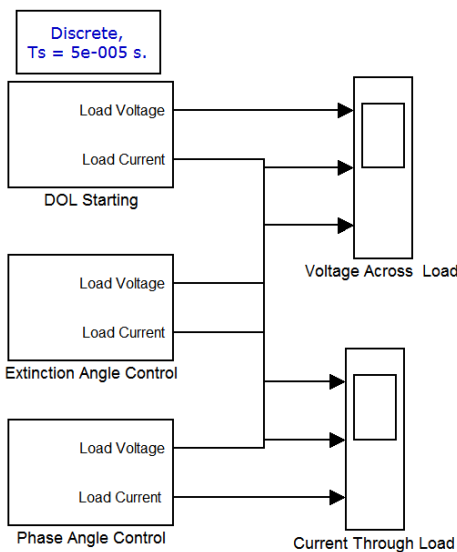 Discrete,
Ts = 5e-005 s.
Load Voltage
Load Current
DOL Starting
Voltage Across Load
Load Voltage
Load Current
Extinction Angle Control
Load Voltage
Load Current
Phase Angle Control
Current Through Load